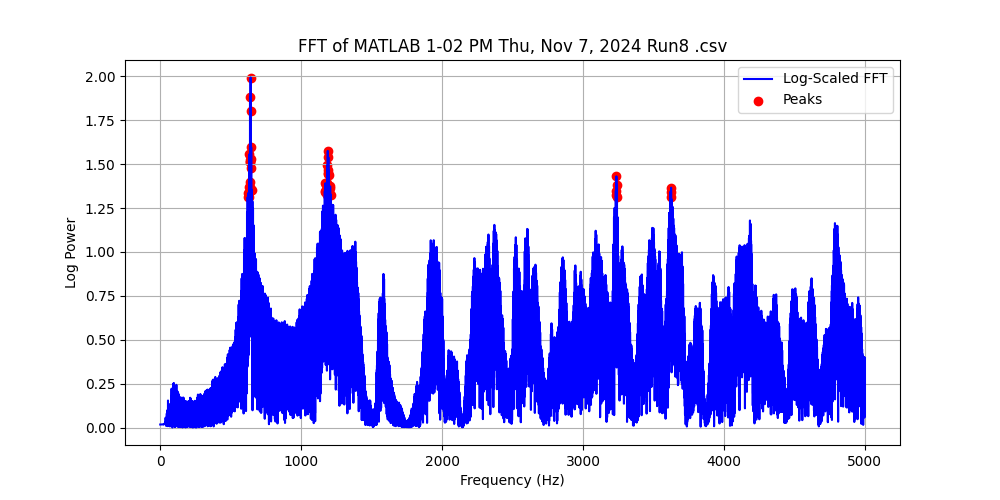 FFT of MATLAB 1-02 PM Thu, Nov 7, 2024 Run8 .csv
Log-Scaled FFT
Peaks
Log Power
2.00
1.75
1.50
1.25
1.00
0.75
0.50
0.25
0.00
0 1000 2000 3000 4000 5000
Frequency (Hz)